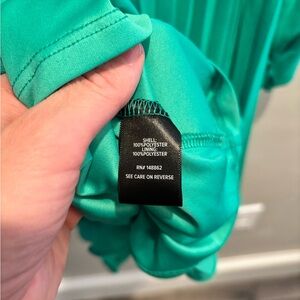 SHELL:
100%POLYESTER
LINING:
100%POLYESTER
RN# 148862
SEE CARE ON REVERSE